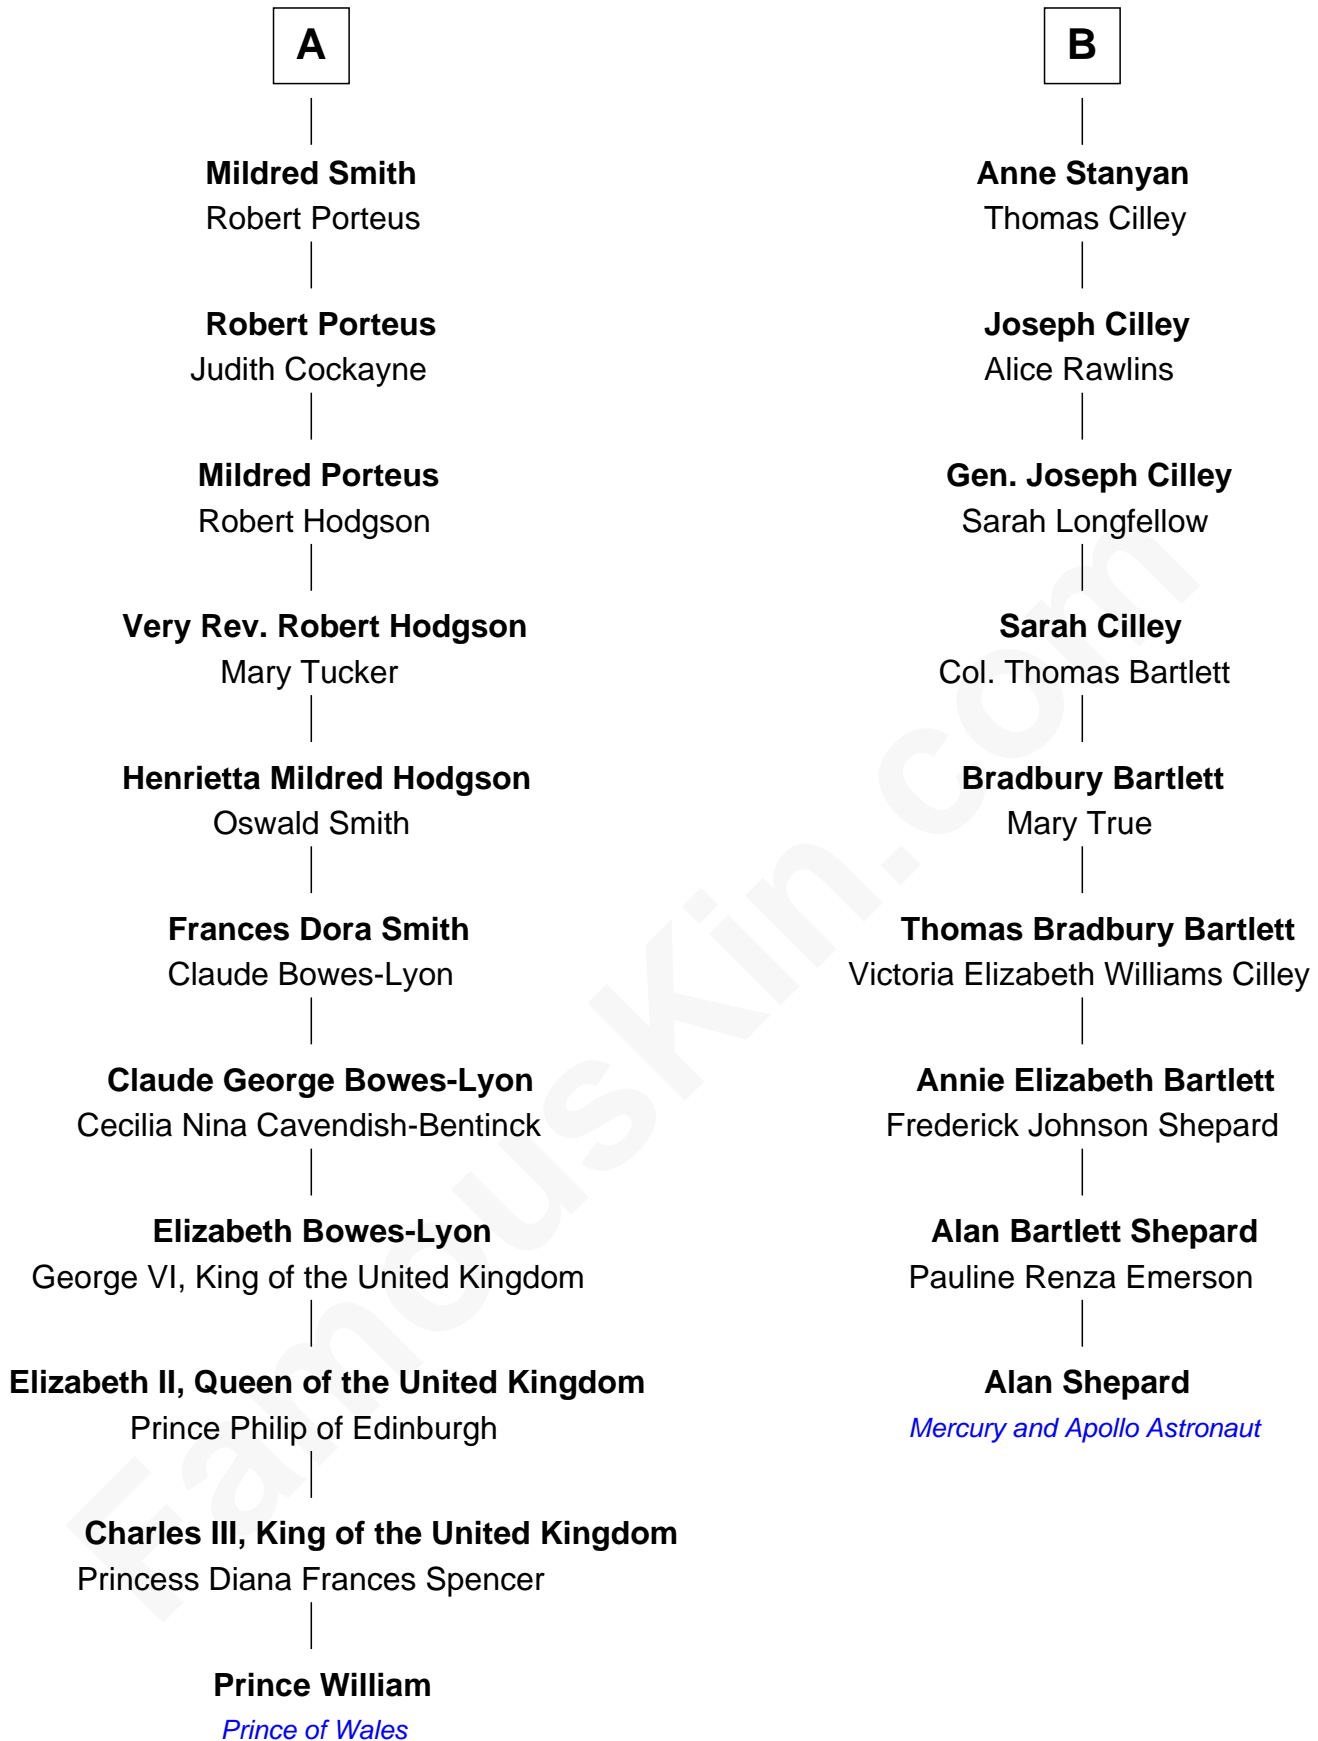 A
Mildred Smith
Robert Porteus
Robert Porteus
Judith Cockayne
Mildred Porteus
Robert Hodgson
Very Rev. Robert Hodgson
Mary Tucker
Henrietta Mildred Hodgson
Oswald Smith
Frances Dora Smith
Claude Bowes-Lyon
Claude George Bowes-Lyon
Cecilia Nina Cavendish-Bentinck
Elizabeth Bowes-Lyon
George VI, King of the United Kingdom
Elizabeth II, Queen of the United Kingdom
Prince Philip of Edinburgh
Charles III, King of the United Kingdom
Princess Diana Frances Spencer
Prince William
Prince of Wales
B
Anne Stanyan
Thomas Cilley
Joseph Cilley
Alice Rawlins
Gen. Joseph Cilley
Sarah Longfellow
Sarah Cilley
Col. Thomas Bartlett
Bradbury Bartlett
Mary True
Thomas Bradbury Bartlett
Victoria Elizabeth Williams Cilley
Annie Elizabeth Bartlett
Frederick Johnson Shepard
Alan Bartlett Shepard
Pauline Renza Emerson
Alan Shepard
Mercury and Apollo Astronaut
FamousKin.com